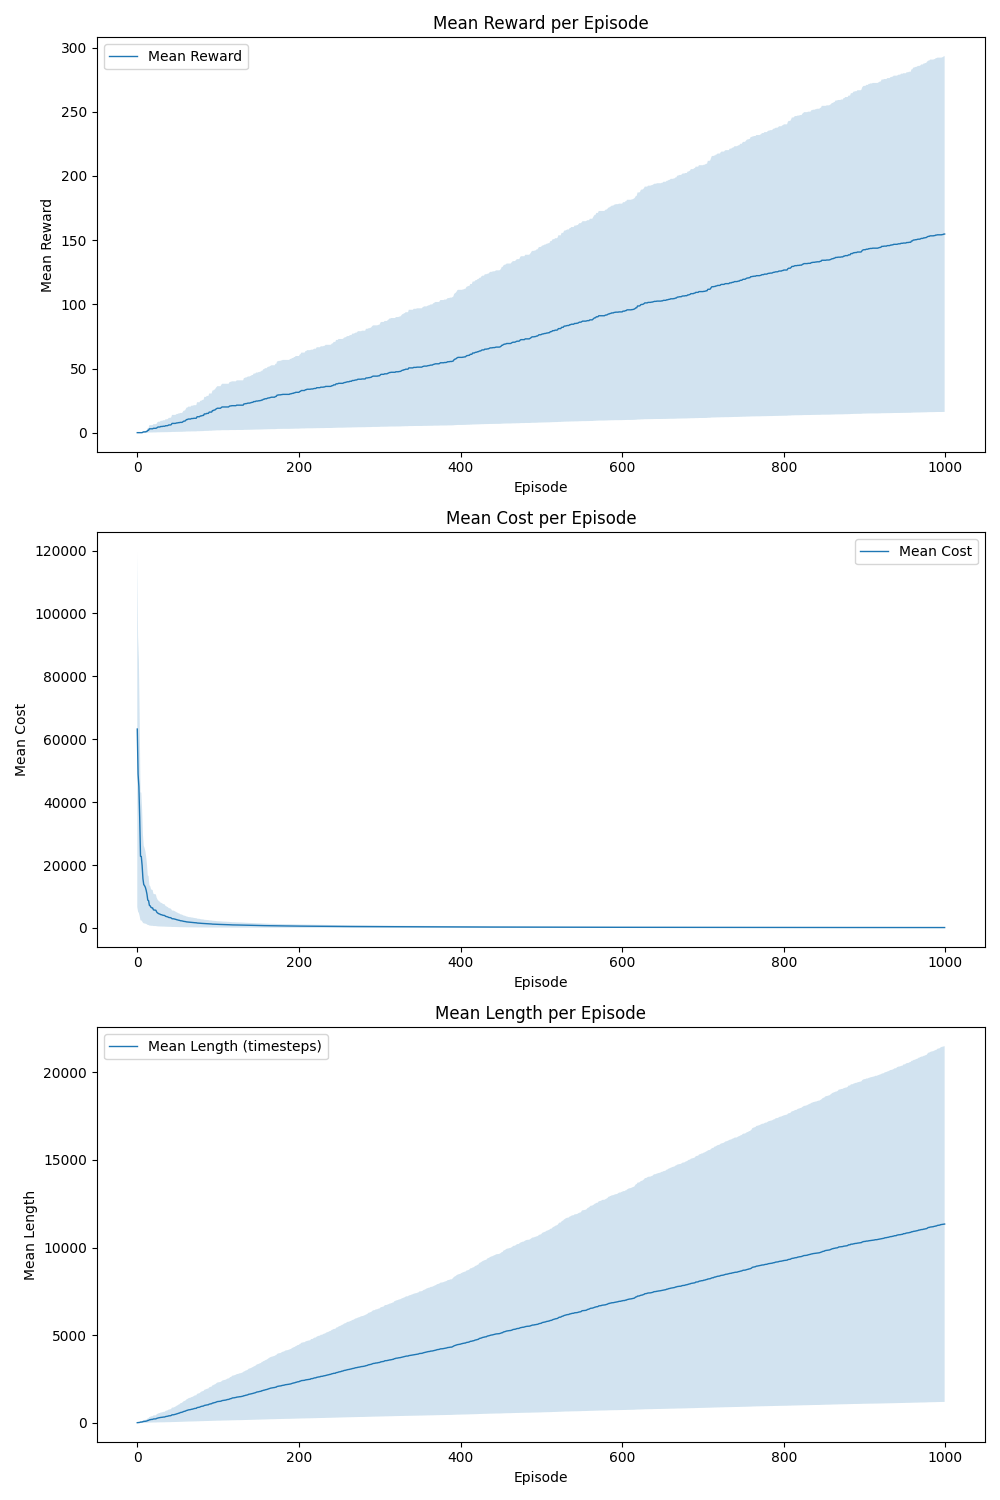 Mean Reward per Episode
Mean Reward
300
250
200
150
100
50
0
Mean Reward
0 200 400 600 800 1000
Episode
Mean Cost per Episode
Mean Cost
120000
100000
80000
60000
40000
20000
0
Mean Cost
0 200 400 600 800 1000
Episode
Mean Length per Episode
Mean Length (timesteps)
20000
15000
10000
5000
0
Mean Length
0 200 400 600 800 1000
Episode